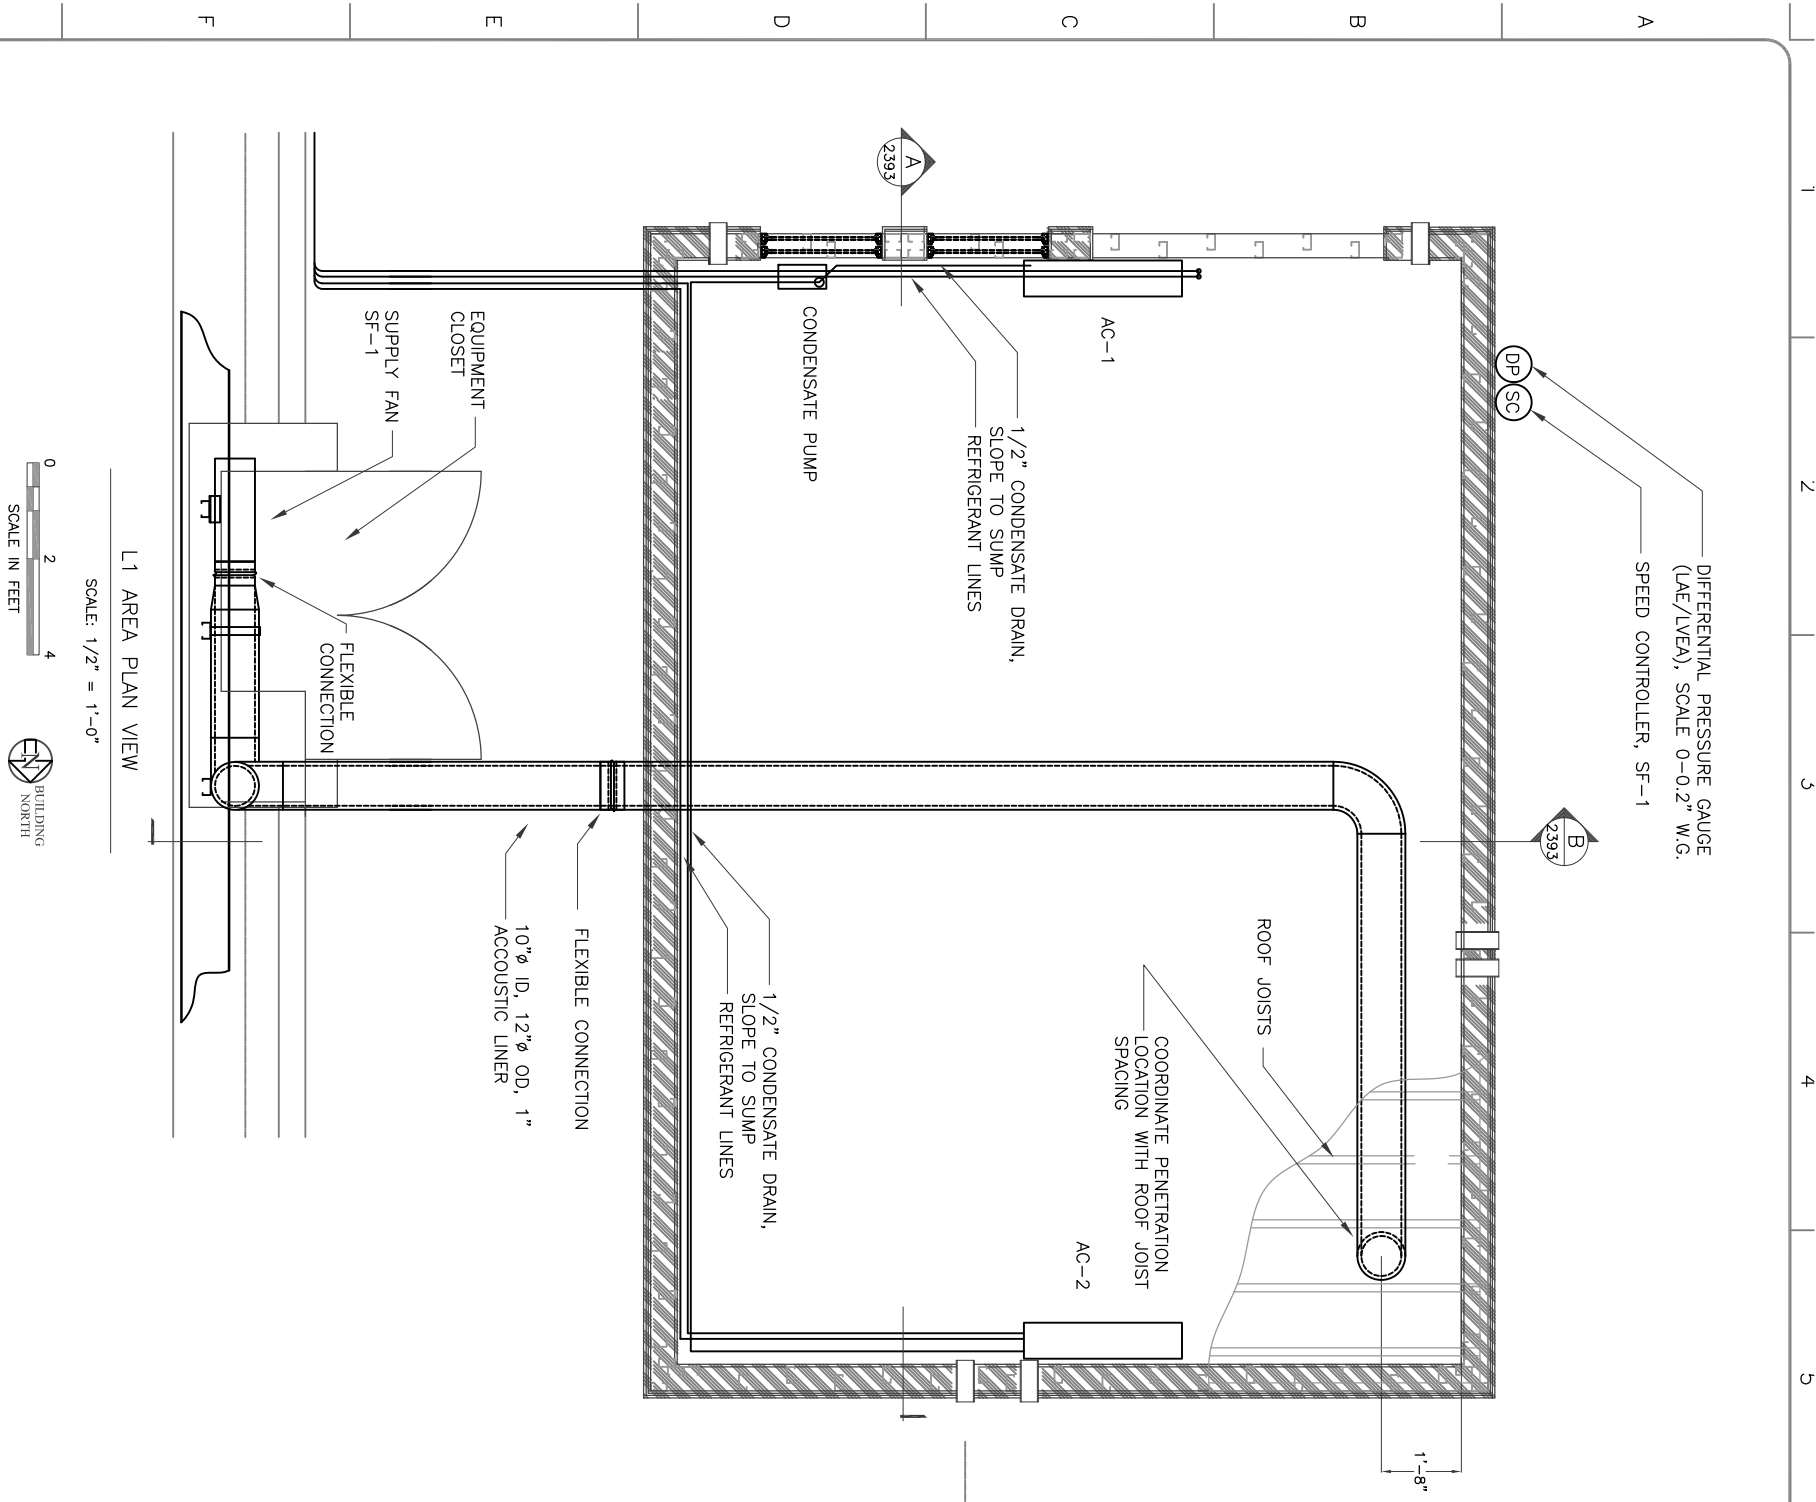 1
2
3
4
5
A
B
C
D
E
F
DIFFERENTIAL PRESSURE GAUGE
(LAE/LVEA), SCALE 0-0.2" W.G.
SPEED CONTROLLER, SF-1
DP
SC
B
2393
A
2393
1'-8"
ROOF JOISTS
COORDINATE PENETRATION
LOCATION WITH ROOF JOIST
SPACING
AC-1
AC-2
1/2" CONDENSATE DRAIN,
SLOPE TO SUMP
REFRIGERANT LINES
CONDENSATE PUMP
1/2" CONDENSATE DRAIN,
SLOPE TO SUMP
REFRIGERANT LINES
FLEXIBLE CONNECTION
10"ø ID, 12"ø OD, 1"
ACCOUSTIC LINER
EQUIPMENT
CLOSET
SUPPLY FAN
SF-1
FLEXIBLE
CONNECTION
L1 AREA PLAN VIEW
SCALE: 1/2" = 1'-0"
0 2 4
SCALE IN FEET
N
BUILDING
NORTH